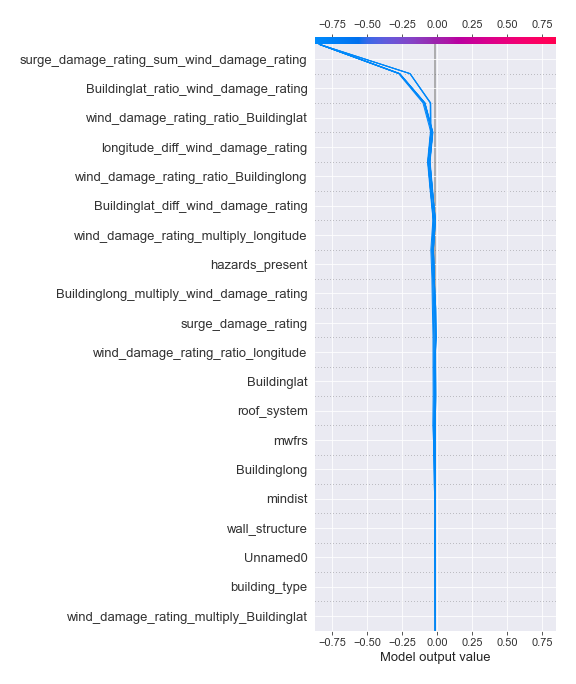 −0.75 −0.50 −0.25 0.00 0.25 0.50 0.75
surge_damage_rating_sum_wind_damage_rating
Buildinglat_ratio_wind_damage_rating
wind_damage_rating_ratio_Buildinglat
longitude_diff_wind_damage_rating
wind_damage_rating_ratio_Buildinglong
Buildinglat_diff_wind_damage_rating
wind_damage_rating_multiply_longitude
hazards_present
Buildinglong_multiply_wind_damage_rating
surge_damage_rating
wind_damage_rating_ratio_longitude
Buildinglat
roof_system
mwfrs
Buildinglong
mindist
wall_structure
Unnamed0
building_type
wind_damage_rating_multiply_Buildinglat
−0.75 −0.50 −0.25 0.00 0.25 0.50 0.75
Model output value